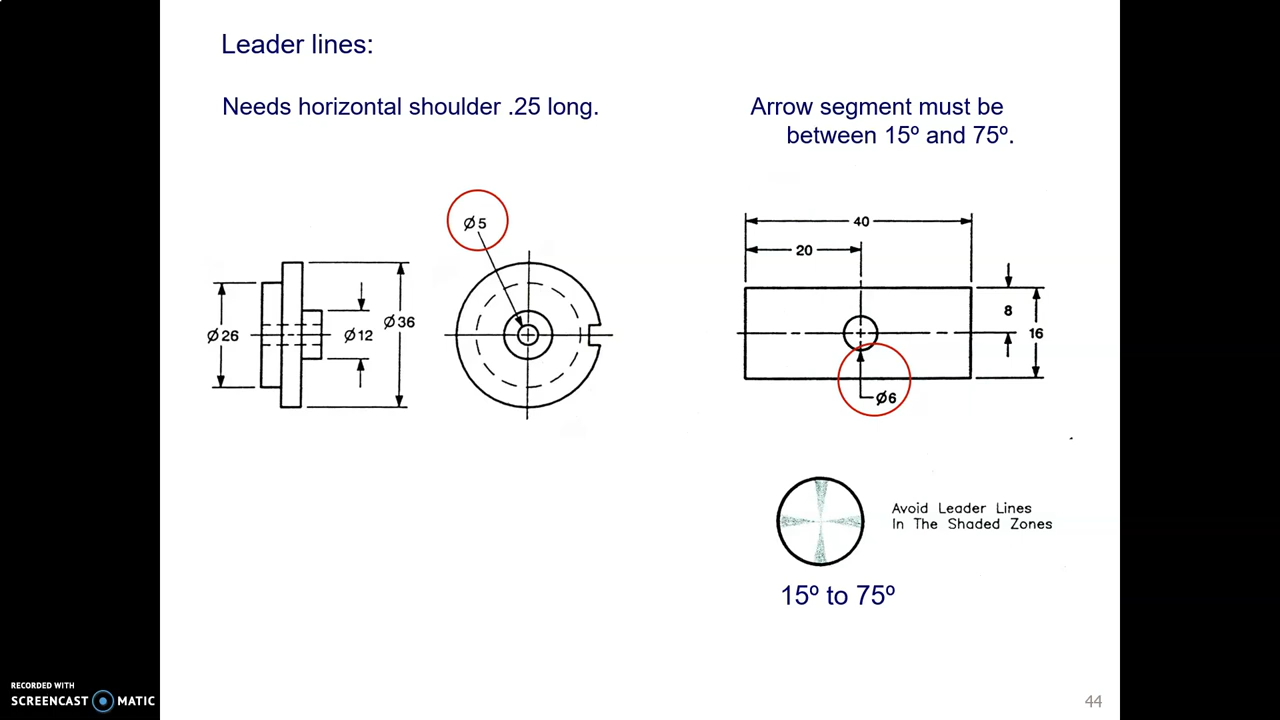 Leader lines:
Needs horizontal shoulder .25 long.
Arrow segment must be
between 15º and 75º.
Ø5
40
20
Ø26
Ø12
Ø36
8
16
Ø6
Avoid Leader Lines
In The Shaded Zones
15º to 75º
44
RECORDED WITH
SCREENCAST MATIC